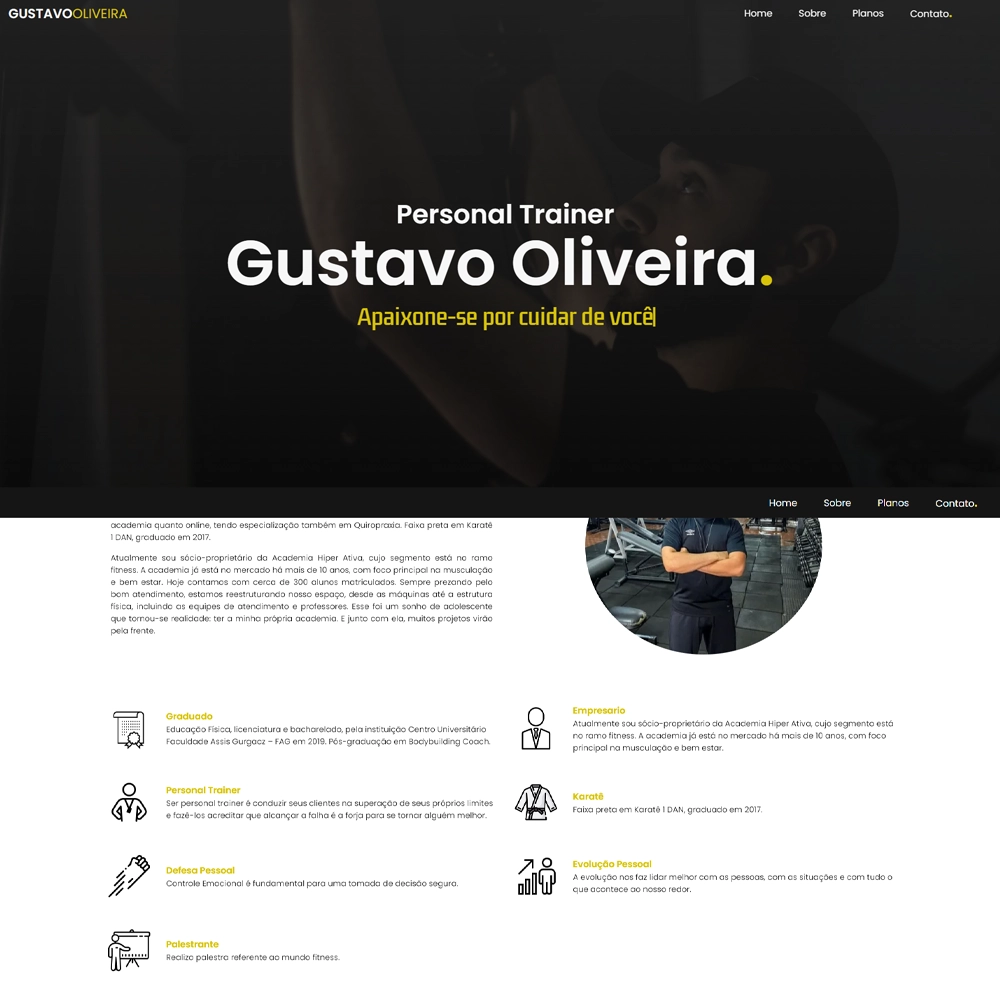 GUSTAVOOLIVEIRA
Home Sobre Planos Contato.
Personal Trainer
Gustavo Oliveira.
Apaixone-se por cuidar de você
Home Sobre Planos Contato.
academia quanto online, tendo especialização também em Quiropraxia. Faixa preta em Karatê
1 DAN, graduado em 2017.
Atualmente sou sócio-proprietário da Academia Hiper Ativa, cujo segmento está no ramo
fitness. A academia já está no mercado há mais de 10 anos, com foco principal na musculação
e bem estar. Hoje contamos com cerca de 300 alunos matriculados. Sempre prezando pelo
bom atendimento, estamos reestruturando nosso espaço, desde as máquinas até a estrutura
física, incluindo as equipes de atendimento e professores. Esse foi um sonho de adolescente
que tornou-se realidade: ter a minha própria academia. E junto com ela, muitos projetos virão
pela frente.
Graduado
Educação Física, licenciatura e bacharelado, pela instituição Centro Universitário
Faculdade Assis Gurgacz – FAG em 2019. Pós-graduação em Bodybuilding Coach.
Empresario
Atualmente sou sócio-proprietário da Academia Hiper Ativa, cujo segmento está
no ramo fitness. A academia já está no mercado há mais de 10 anos, com foco
principal na musculação e bem estar.
Personal Trainer
Ser personal trainer é conduzir seus clientes na superação de seus próprios limites
e fazê-los acreditar que alcançar a falha é a forja para se tornar alguém melhor.
Karatê
Faixa preta em Karatê 1 DAN, graduado em 2017.
Defesa Pessoal
Controle Emocional é fundamental para uma tomada de decisão segura.
Evolução Pessoal
A evolução nos faz lidar melhor com as pessoas, com as situações e com tudo o
que acontece ao nosso redor.
Palestrante
Realizo palestra referente ao mundo fitness.